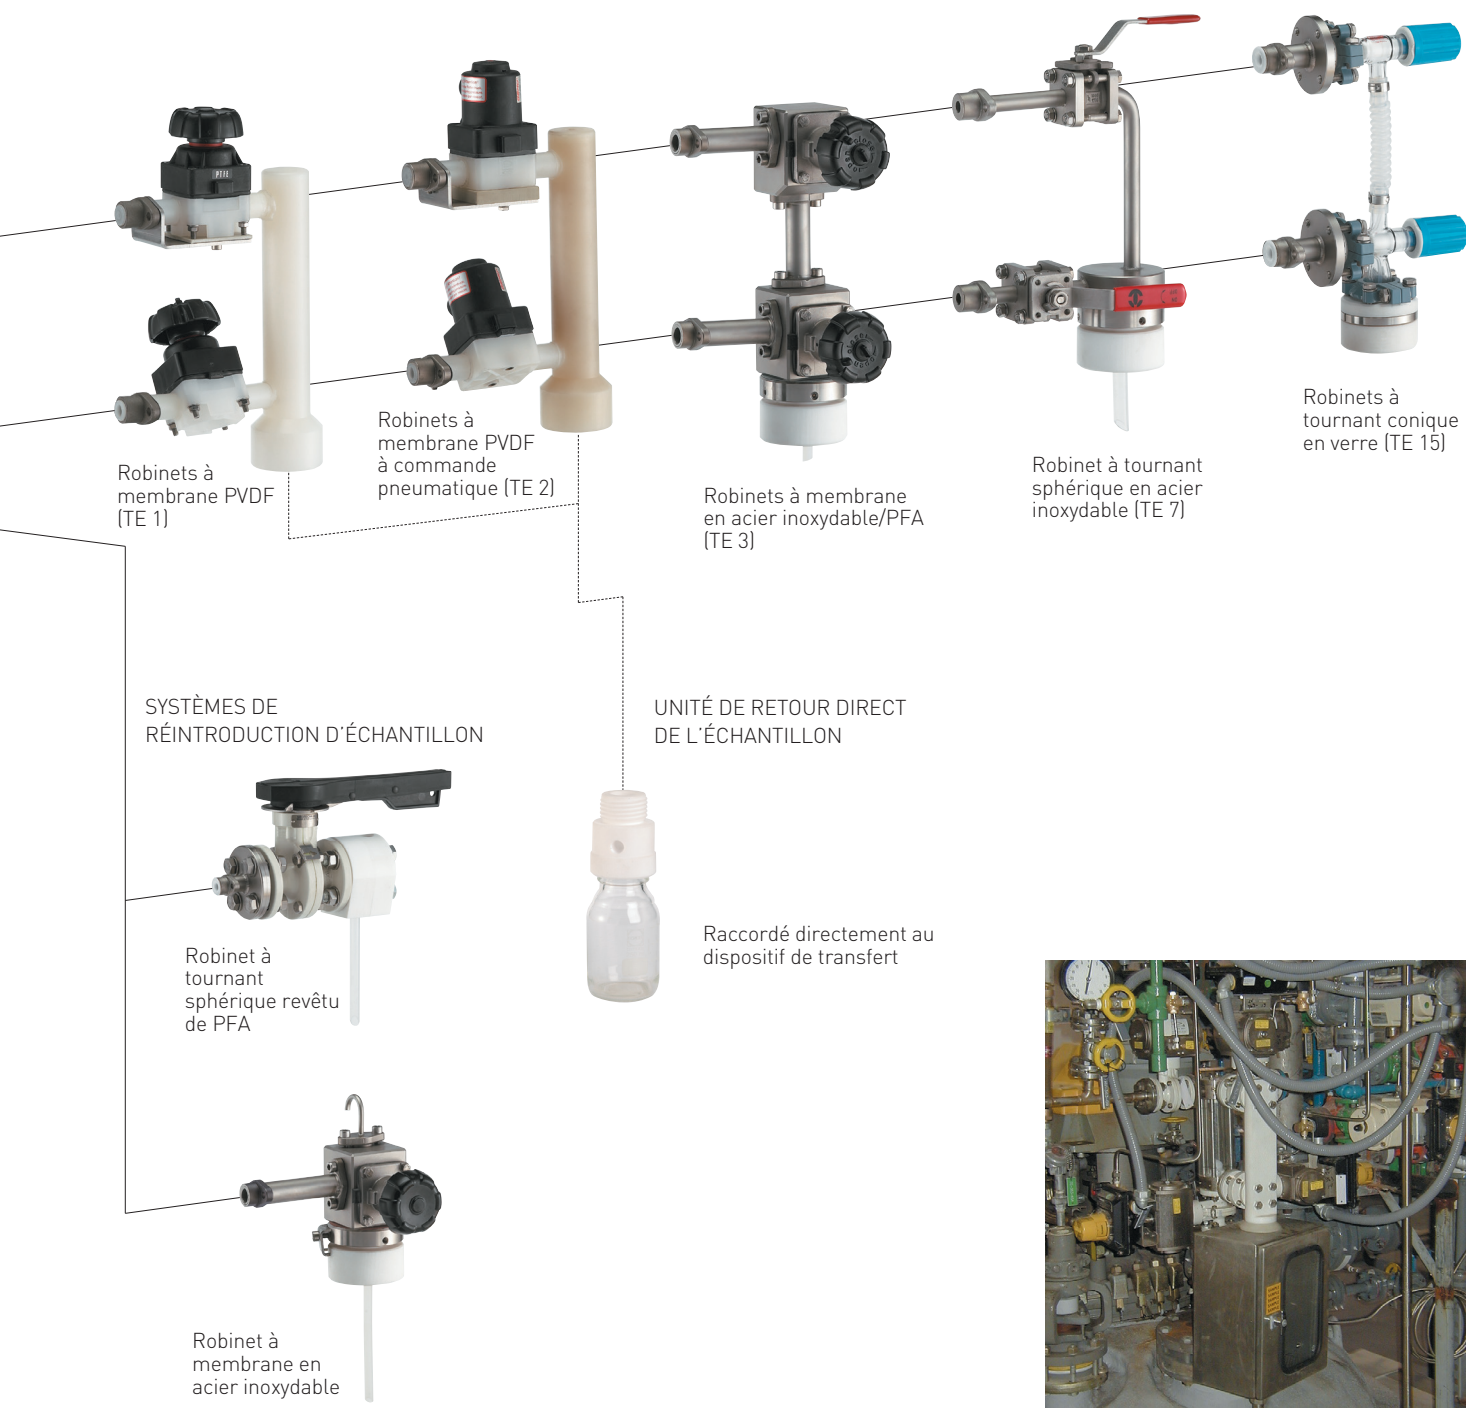 PTFE
Robinets à
membrane PVDF
(TE 1)
Robinets à
membrane PVDF
à commande
pneumatique (TE 2)
Robinets à membrane
en acier inoxydable/PFA
(TE 3)
Robinet à tournant
sphérique en acier
inoxydable (TE 7)
Robinets à
tournant conique
en verre (TE 15)
SYSTÈMES DE
RÉINTRODUCTION D'ÉCHANTILLON
Robinet à
tournant
sphérique revêtu
de PFA
Robinet à
membrane en
acier inoxydable
UNITÉ DE RETOUR DIRECT
DE L'ÉCHANTILLON
Raccordé directement au
dispositif de transfert